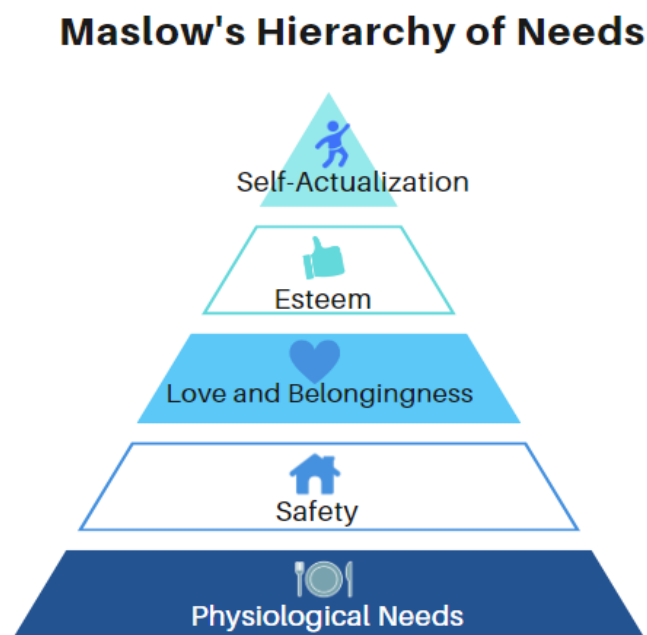 Maslow's Hierarchy of Needs
Self-Actualization
Esteem
Love and Belongingness
Safety
Physiological Needs